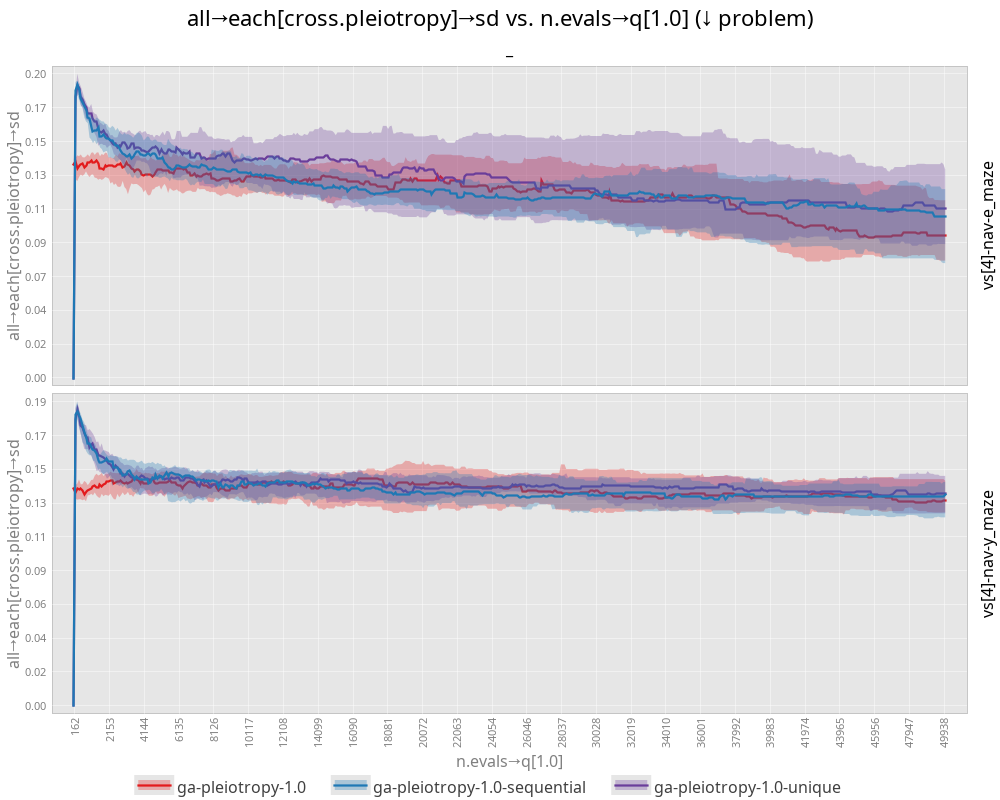 all→each[cross.pleiotropy]→sd vs. n.evals→q[1.0] (↓ problem)
–
all→each[cross.pleiotropy]→sd
0.20
0.17
0.15
0.13
0.11
0.09
0.07
0.04
0.02
0.00
vs[4]-nav-e_maze
all→each[cross.pleiotropy]→sd
0.19
0.17
0.15
0.13
0.11
0.09
0.06
0.04
0.02
0.00
vs[4]-nav-y_maze
162 2153 4144 6135 8126 10117 12108 14099 16090 18081 20072 22063 24054 26046 28037 30028 32019 34010 36001 37992 39983 41974 43965 45956 47947 49938
n.evals→q[1.0]
ga-pleiotropy-1.0 ga-pleiotropy-1.0-sequential ga-pleiotropy-1.0-unique